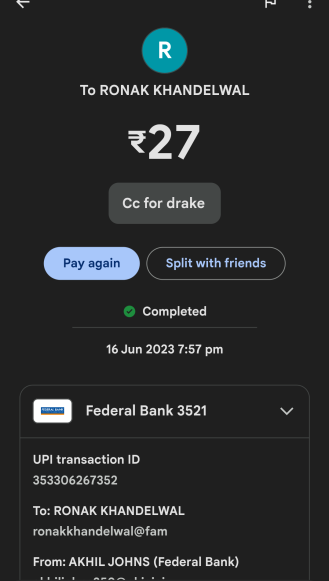 R
To RONAK KHANDELWAL
₹27
Cc for drake
Pay again
Split with friends
Completed
16 Jun 2023 7:57 pm
FEDERAL BANK
Federal Bank 3521
UPI transaction ID
353306267352
To: RONAK KHANDELWAL
ronakkhandelwal@fam
From: AKHIL JOHNS (Federal Bank)